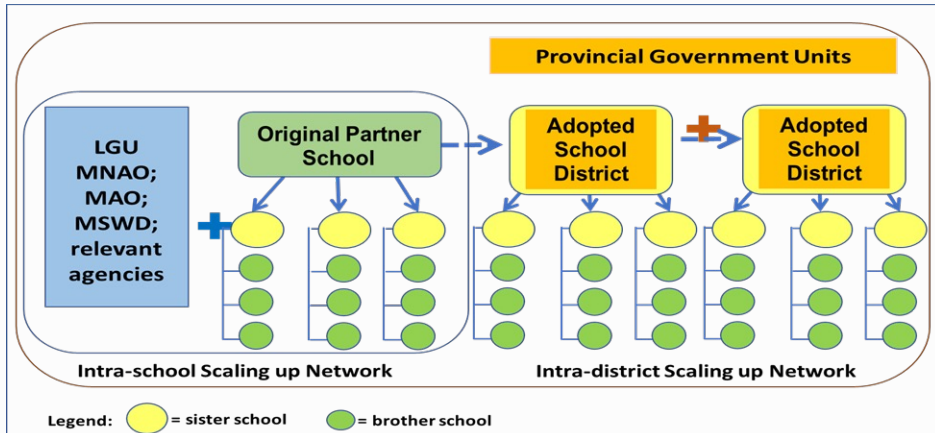 Provincial Government Units
LGU
MNAO;
MAO;
MSWD;
relevant
agencies
Original Partner
School
Adopted
School
District
Adopted
School
District
Intra-school Scaling up Network
Intra-district Scaling up Network
Legend: = sister school = brother school